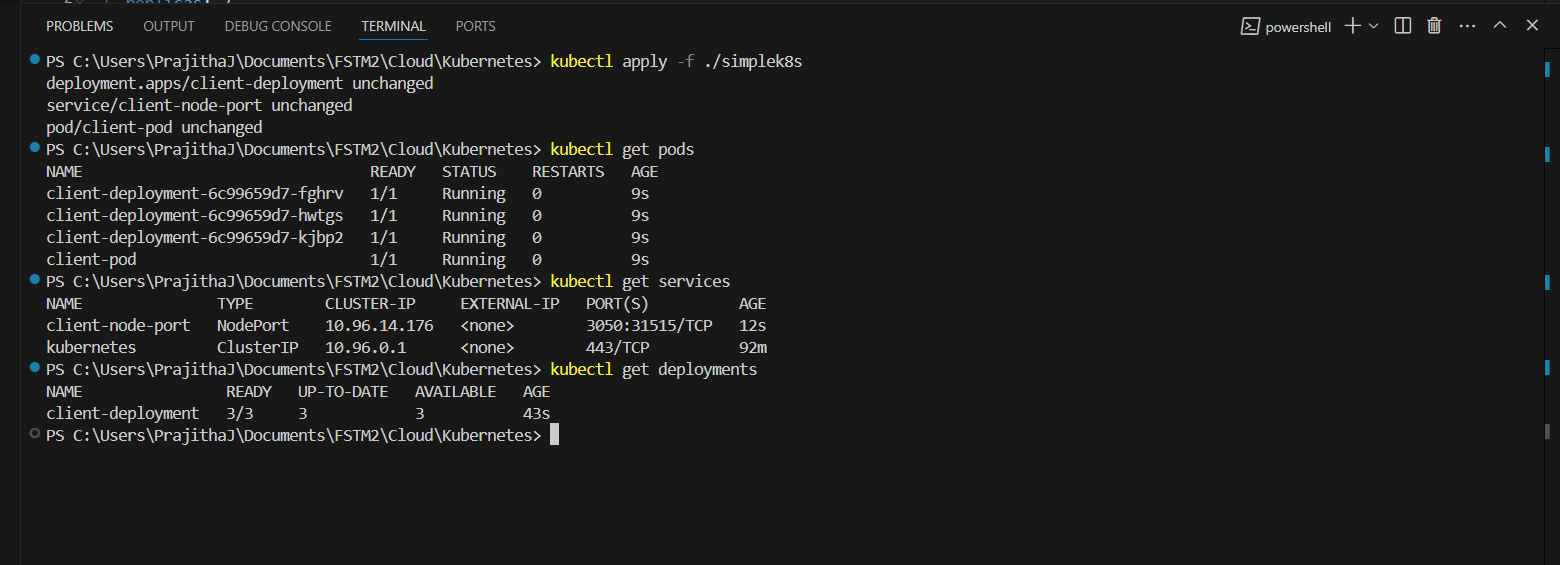 PROBLEMS OUTPUT DEBUG CONSOLE TERMINAL PORTS powershell
PS C:\Users\PrajithaJ\Documents\FSTM2\Cloud\Kubernetes> kubectl apply -f ./simplek8s
deployment.apps/client-deployment unchanged
service/client-node-port unchanged
pod/client-pod unchanged
PS C:\Users\PrajithaJ\Documents\FSTM2\Cloud\Kubernetes> kubectl get pods
NAME READY STATUS RESTARTS AGE
client-deployment-6c99659d7-fghrv 1/1 Running 0 9s
client-deployment-6c99659d7-hwtgs 1/1 Running 0 9s
client-deployment-6c99659d7-kjbp2 1/1 Running 0 9s
client-pod 1/1 Running 0 9s
PS C:\Users\PrajithaJ\Documents\FSTM2\Cloud\Kubernetes> kubectl get services
NAME TYPE CLUSTER-IP EXTERNAL-IP PORT(S) AGE
client-node-port NodePort 10.96.14.176 <none> 3050:31515/TCP 12s
kubernetes ClusterIP 10.96.0.1 <none> 443/TCP 92m
PS C:\Users\PrajithaJ\Documents\FSTM2\Cloud\Kubernetes> kubectl get deployments
NAME READY UP-TO-DATE AVAILABLE AGE
client-deployment 3/3 3 3 43s
PS C:\Users\PrajithaJ\Documents\FSTM2\Cloud\Kubernetes>